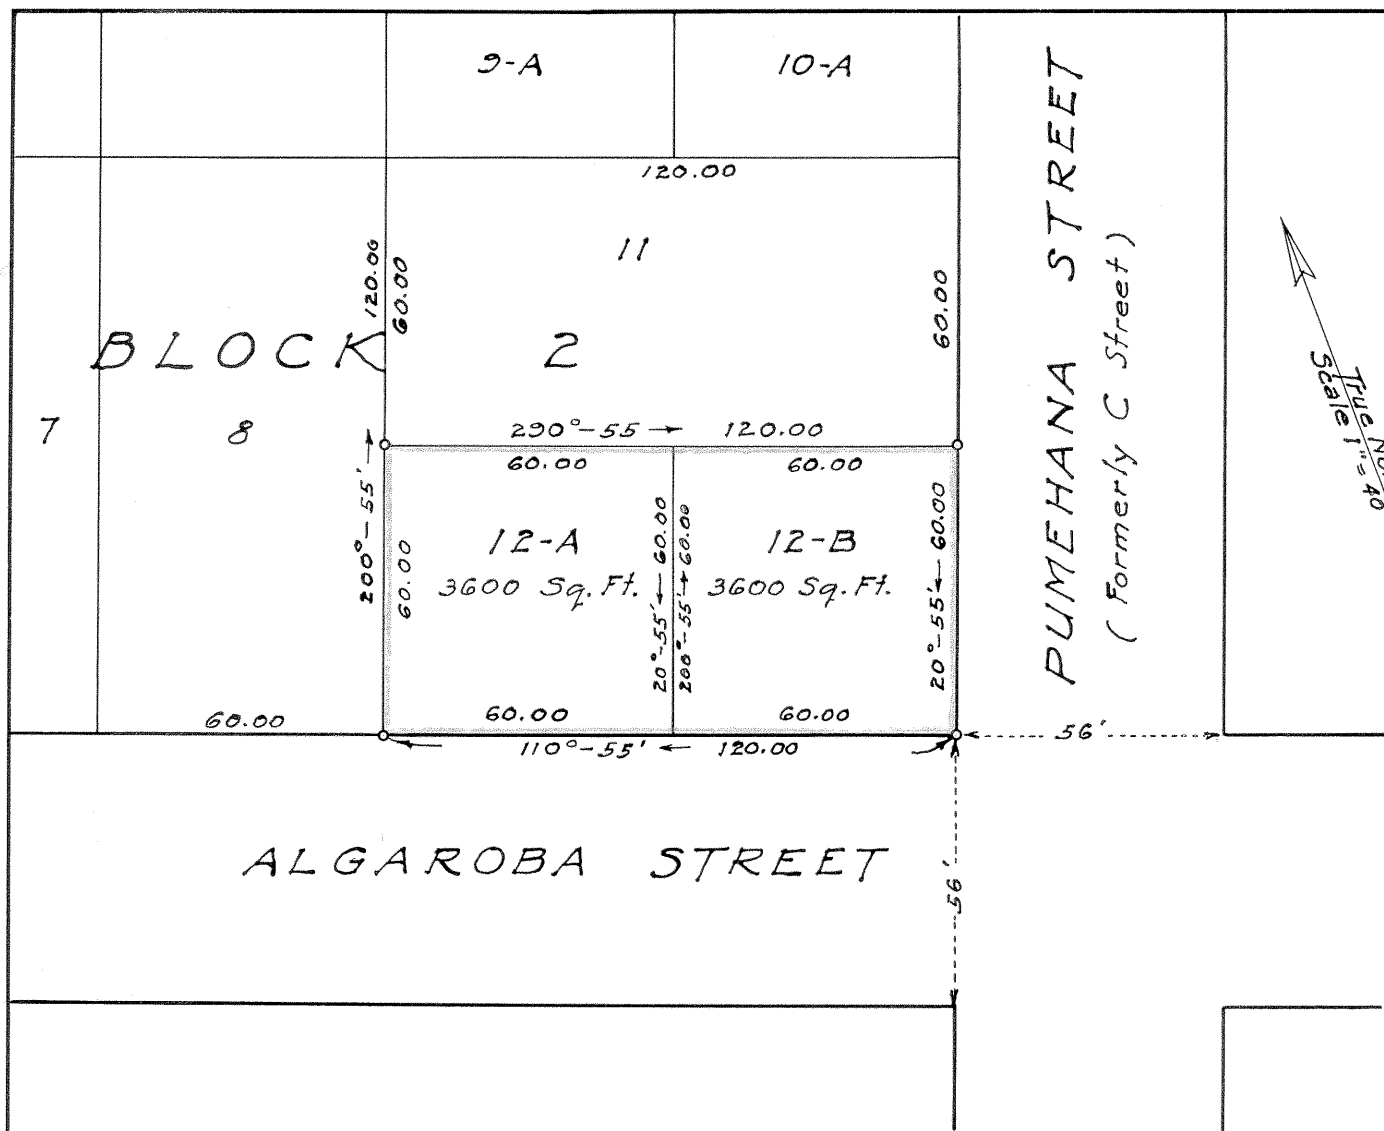 9-A
10-A
120.00
11
120.00
60.00
60.00
BLOCK 2
7
8
290°-55 → 120.00
60.00
60.00
200°-55' →
60.00
12-A
3600 Sq. Ft.
20°-55' ← 60.00
200°-55' → 60.00
12-B
3600 Sq. Ft.
20°-55' ← 60.00
60.00
60.00
60.00
110°-55' ← 120.00
56'
56'
ALGAROBA STREET
PUMEHANA STREET
( Formerly C Street )
True No.
Scale 1" = 40